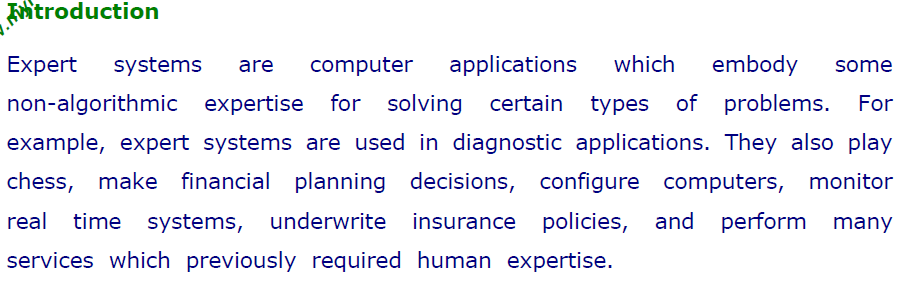 Introduction
Expert systems are computer applications which embody some
non-algorithmic expertise for solving certain types of problems. For
example, expert systems are used in diagnostic applications. They also play
chess, make financial planning decisions, configure computers, monitor
real time systems, underwrite insurance policies, and perform many
services which previously required human expertise.